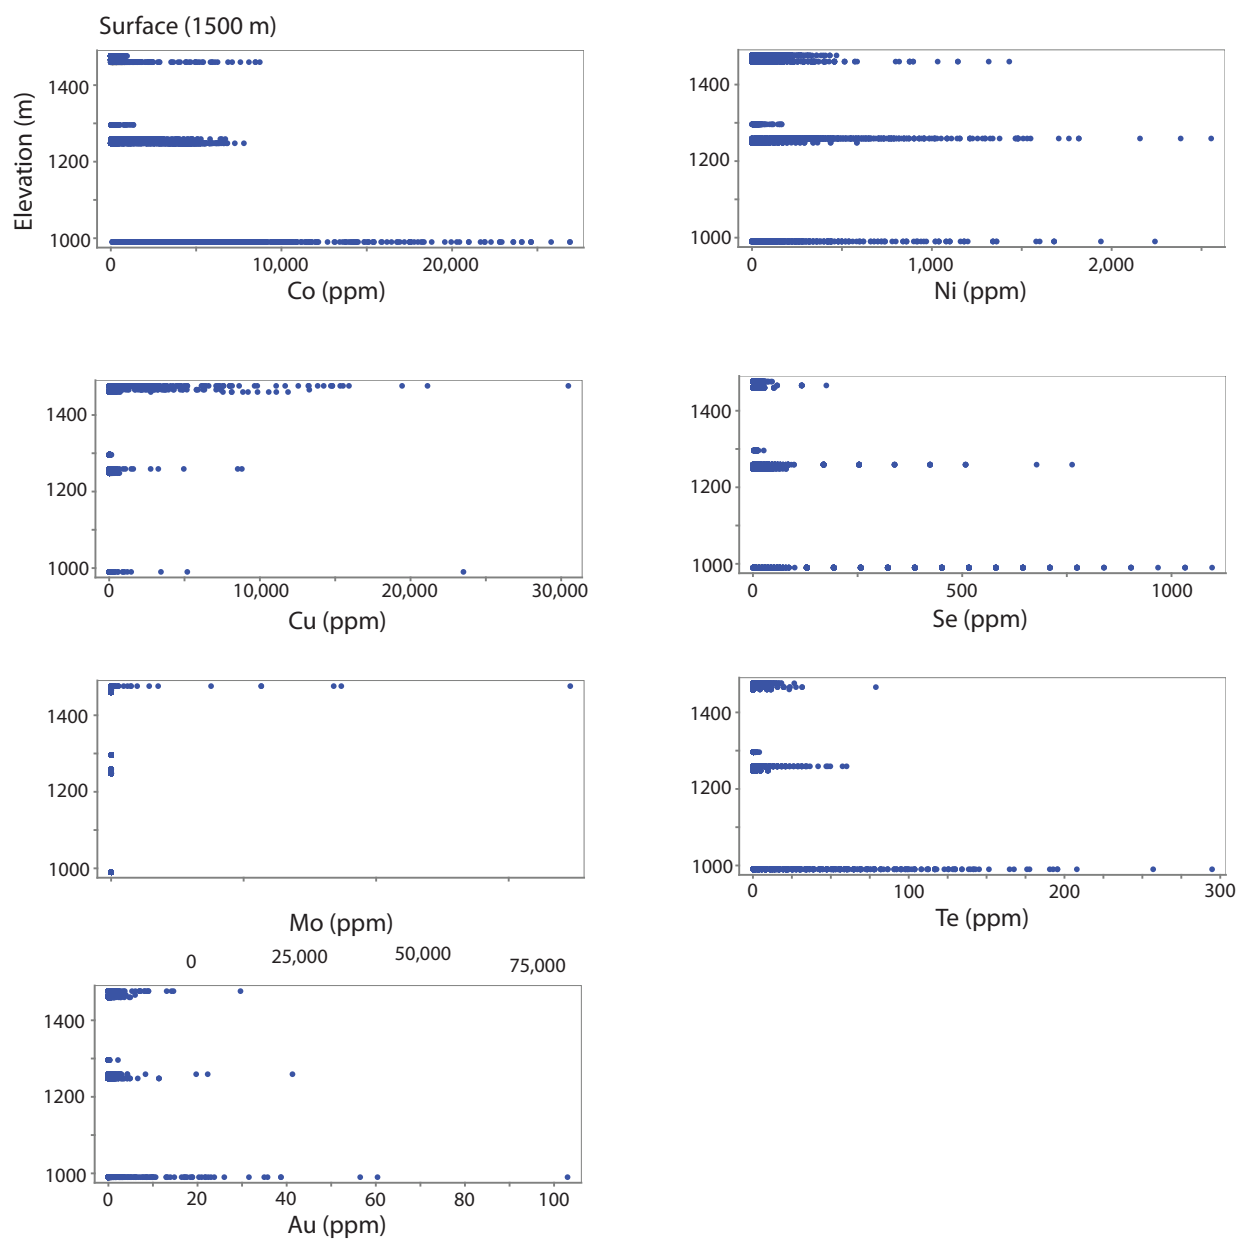 Surface (1500 m)
Elevation (m)
1400
1200
1000
0 10,000 20,000
Co (ppm)
1400
1200
1000
0 1,000 2,000
Ni (ppm)
1400
1200
1000
0 10,000 20,000 30,000
Cu (ppm)
1400
1200
1000
0 500 1000
Se (ppm)
1400
1200
1000
Mo (ppm)
0 25,000 50,000 75,000
1400
1200
1000
0 100 200 300
Te (ppm)
1400
1200
1000
0 20 40 60 80 100
Au (ppm)